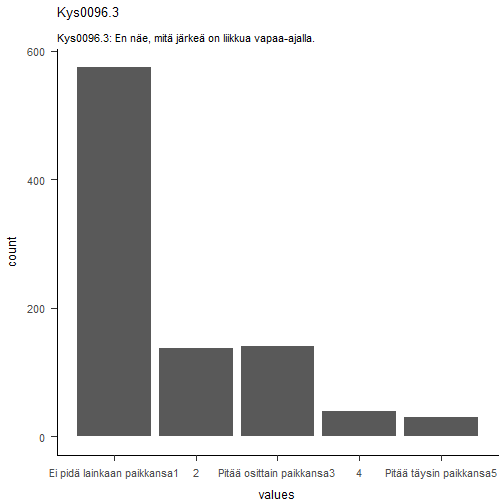 Kys0096.3
Kys0096.3: En näe, mitä järkeä on liikkua vapaa-ajalla.
600
400
200
0
count
Ei pidä lainkaan paikkansa1 2 Pitää osittain paikkansa3 4 Pitää täysin paikkansa5
values